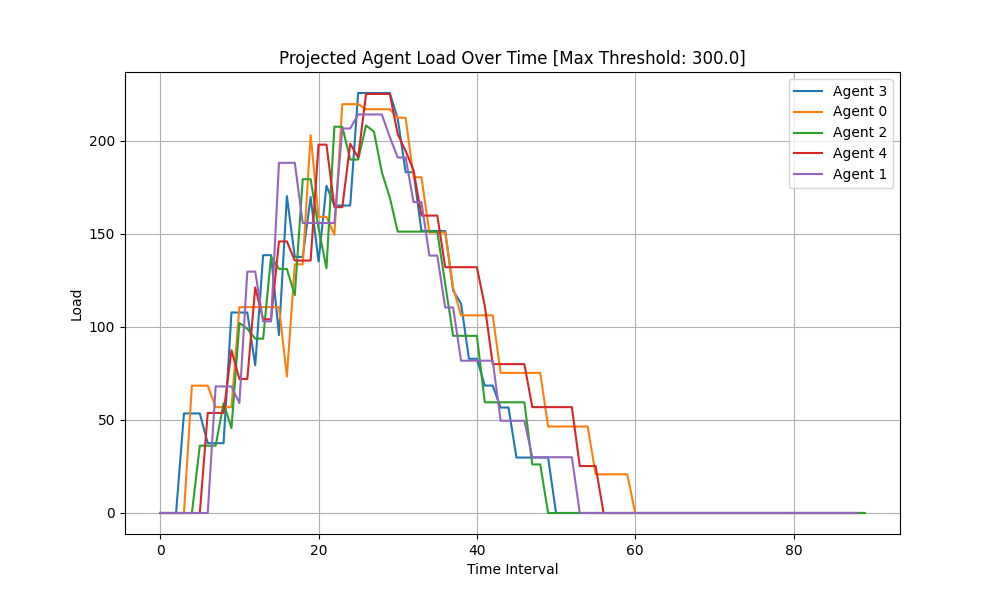 Projected Agent Load Over Time [Max Threshold: 300.0]
Agent 3
Agent 0
Agent 2
Agent 4
Agent 1
Load
200
150
100
50
0
0 20 40 60 80
Time Interval